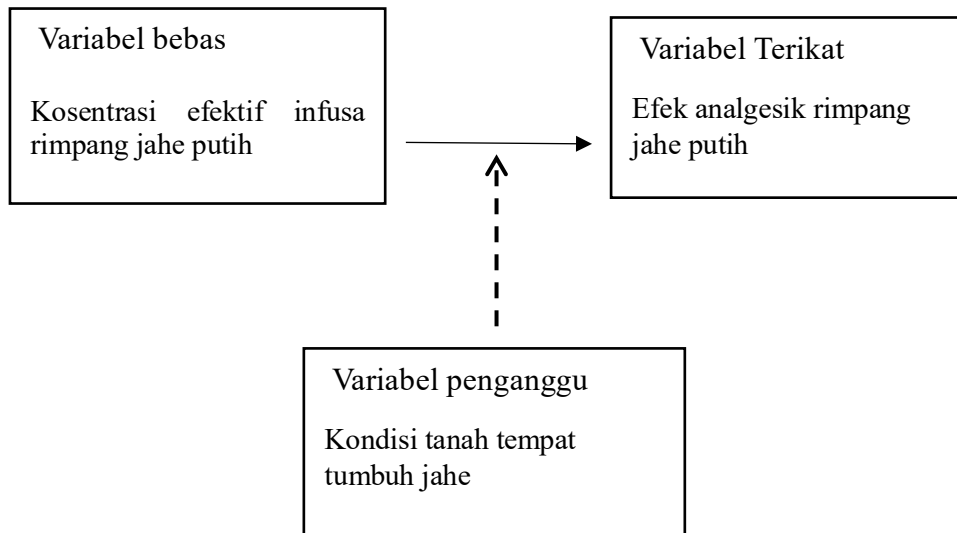 Variabel bebas
Kosentrasi efektif infusa
rimpang jahe putih
Variabel Terikat
Efek analgesik rimpang
jahe putih
Variabel penganggu
Kondisi tanah tempat
tumbuh jahe